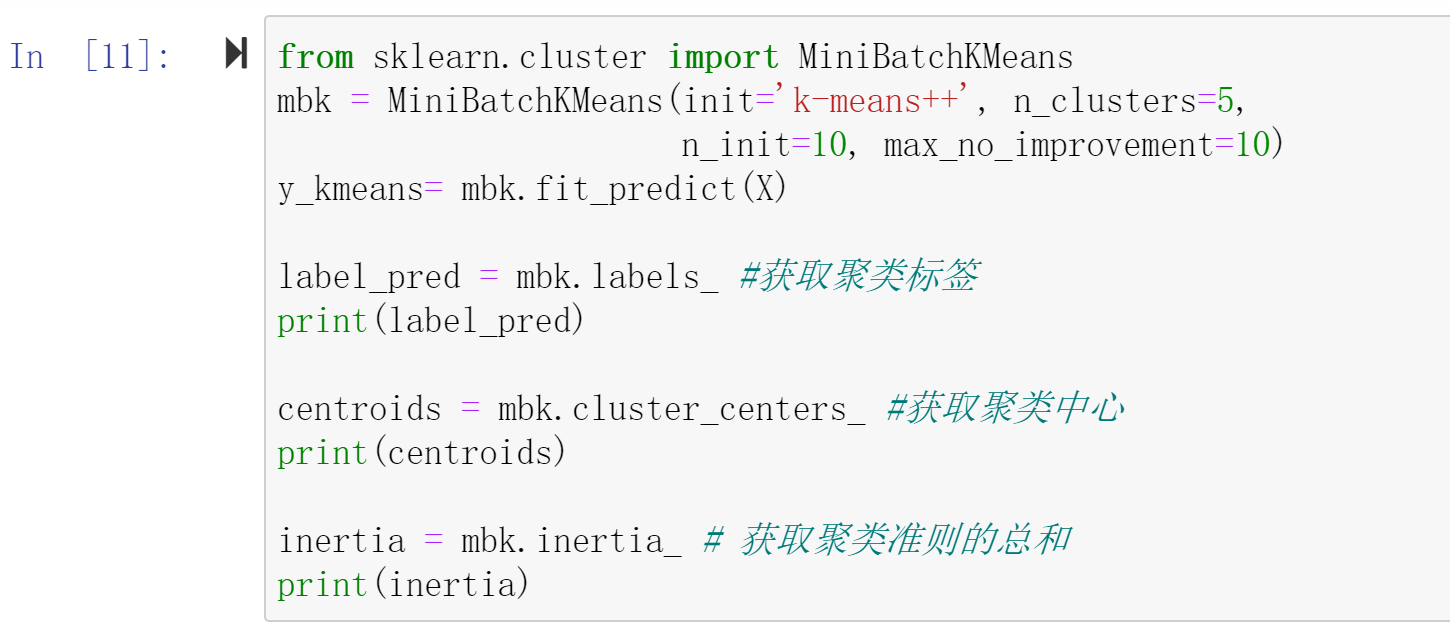 In [11]:
from sklearn.cluster import MiniBatchKMeans
mbk = MiniBatchKMeans(init='k-means++', n_clusters=5,
n_init=10, max_no_improvement=10)
y_kmeans= mbk.fit_predict(X)
label_pred = mbk.labels_ #获取聚类标签
print(label_pred)
centroids = mbk.cluster_centers_ #获取聚类中心
print(centroids)
inertia = mbk.inertia_ # 获取聚类准则的总和
print(inertia)